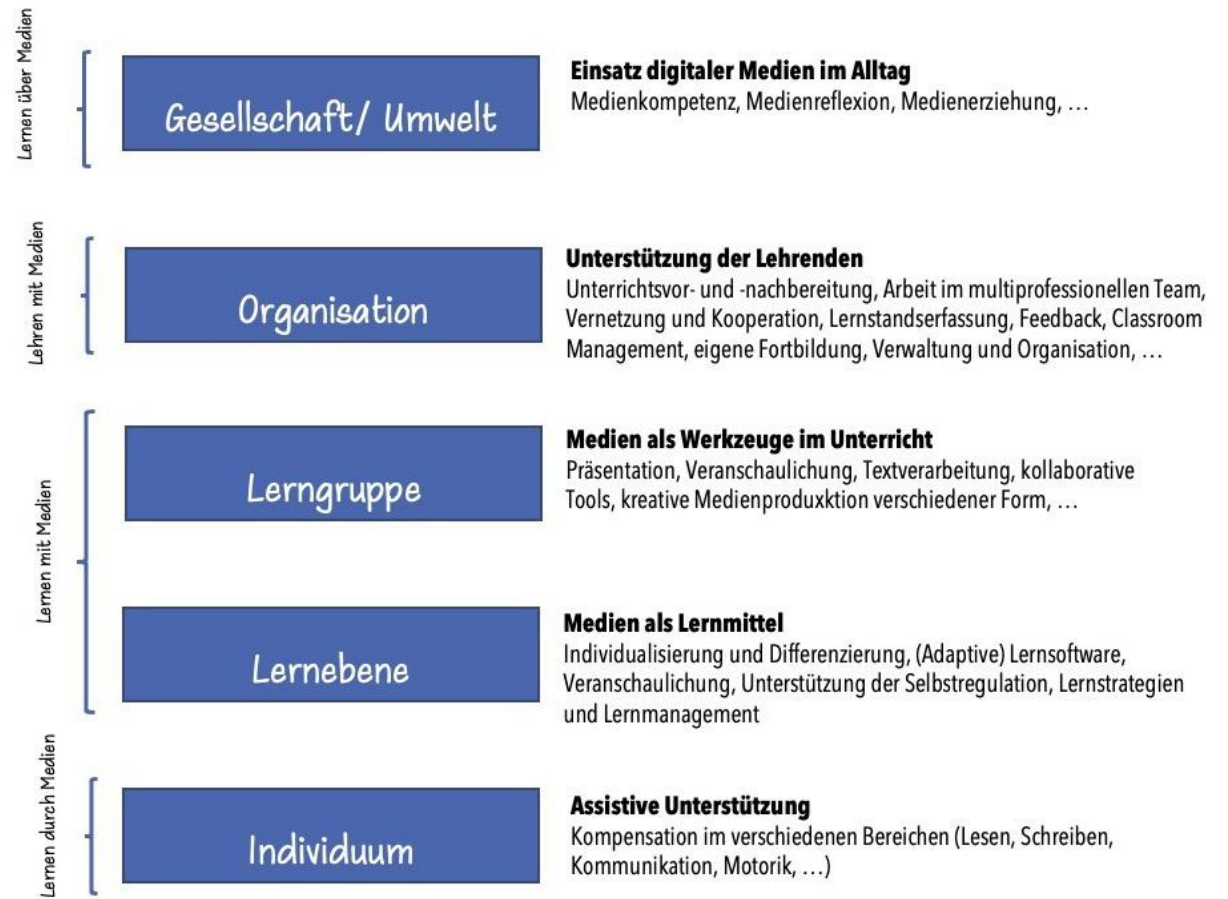 Lernen über Medien
Gesellschaft/ Umwelt
Einsatz digitaler Medien im Alltag
Medienkompetenz, Medienreflexion, Medienerziehung, …
Lehren mit Medien
Organisation
Unterstützung der Lehrenden
Unterrichtsvor- und -nachbereitung, Arbeit im multiprofessionellen Team,
Vernetzung und Kooperation, Lernstandserfassung, Feedback, Classroom
Management, eigene Fortbildung, Verwaltung und Organisation, …
Lernen mit Medien
Lerngruppe
Medien als Werkzeuge im Unterricht
Präsentation, Veranschaulichung, Textverarbeitung, kollaborative
Tools, kreative Medienproduxktion verschiedener Form, …
Lernebene
Medien als Lernmittel
Individualisierung und Differenzierung, (Adaptive) Lernsoftware,
Veranschaulichung, Unterstützung der Selbstregulation, Lernstrategien
und Lernmanagement
Lernen durch Medien
Individuum
Assistive Unterstützung
Kompensation im verschiedenen Bereichen (Lesen, Schreiben,
Kommunikation, Motorik, …)